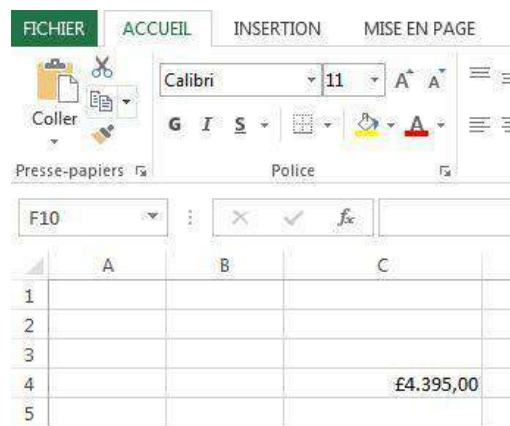 FICHIER ACCUEIL INSERTION MISE EN PAGE
Calibri 11 A A
Coller
G I S A
Presse-papiers Police
F10 fx
A B C
1
2
3
4 £4.395,00
5